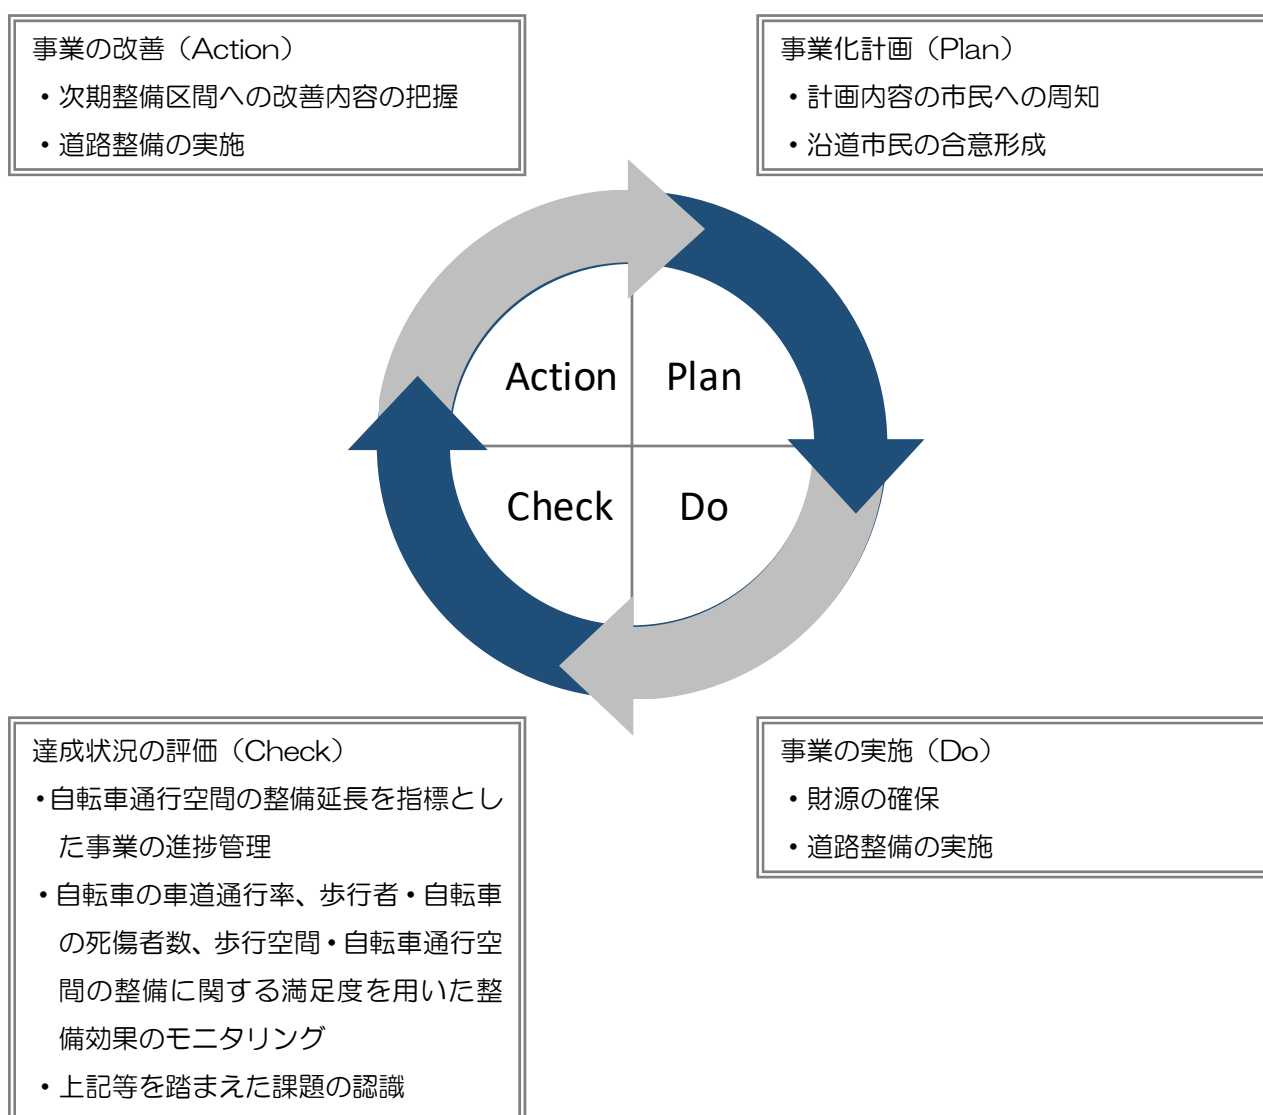 事業の改善（Action）
・次期整備区間への改善内容の把握
・道路整備の実施
事業化計画（Plan）
・計画内容の市民への周知
・沿道市民の合意形成
Action
Plan
Check
Do
達成状況の評価（Check）
・自転車通行空間の整備延長を指標とし
た事業の進捗管理
・自転車の車道通行率、歩行者・自転車
の死傷者数、歩行空間・自転車通行空
間の整備に関する満足度を用いた整
備効果のモニタリング
・上記等を踏まえた課題の認識
事業の実施（Do）
・財源の確保
・道路整備の実施